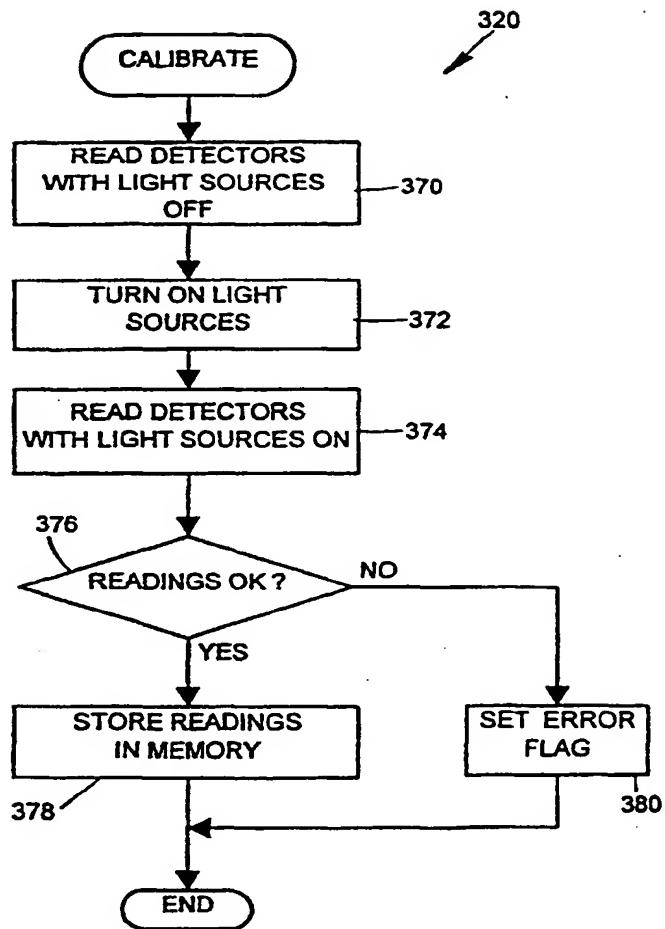 320
CALIBRATE
READ DETECTORS
WITH LIGHT SOURCES
OFF
370
TURN ON LIGHT
SOURCES
372
READ DETECTORS
WITH LIGHT SOURCES ON
374
376
READINGS OK?
NO
YES
STORE READINGS
IN MEMORY
378
SET ERROR
FLAG
380
END